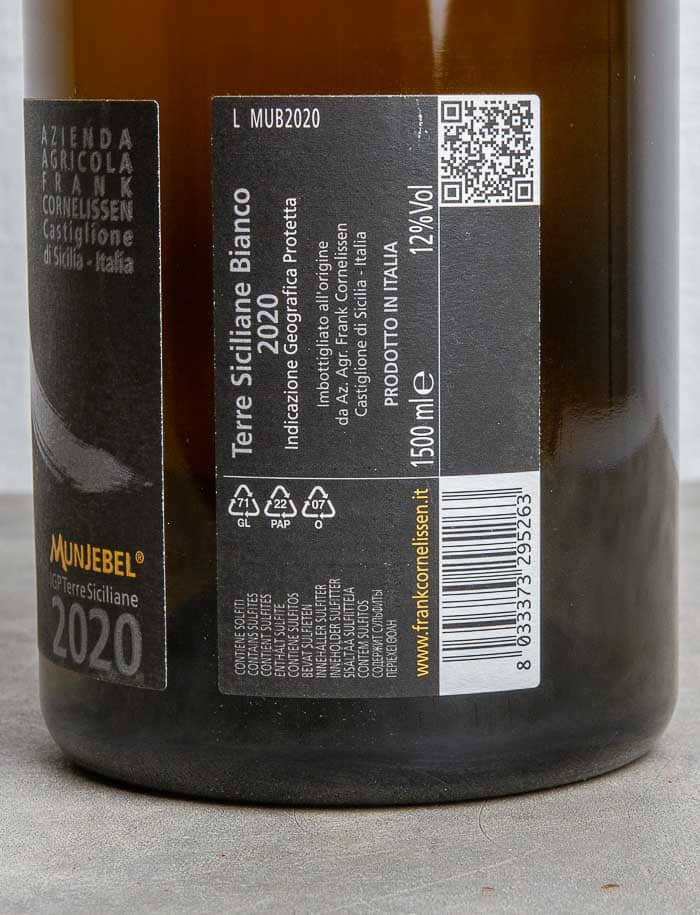 AZIENDA
AGRICOLA
FRANK
CORNELISSEN
Castiglione
di Sicilia - Italia
MUNJEBEL®
IGP Terre Siciliane
2020
L MUB2020
Terre Siciliane Bianco
2020
Indicazione Geografica Protetta
Imbottigliato all'origine
da Az. Agr. Frank Cornelissen
Castiglione di Sicilia - Italia
PRODOTTO IN ITALIA
1500 ml e 12% Vol
71
GL
22
PAP
07
O
CONTIENE SOLFITI
CONTAINS SULFITES
CONTIENT SULFITES
ENTHÄLT SULFITE
CONTIENE SULFITOS
BEVAT SULFIETEN
INNEHÅLLER SULFITER
INNEHOLDER SULFITTER
SISÄLTÄÄ SULFIITTEJÄ
CONTÉM SULFITOS
СОДЕРЖИТ СУЛЬФИТЫ
www.frankcornelissen.it
8 033373 295263